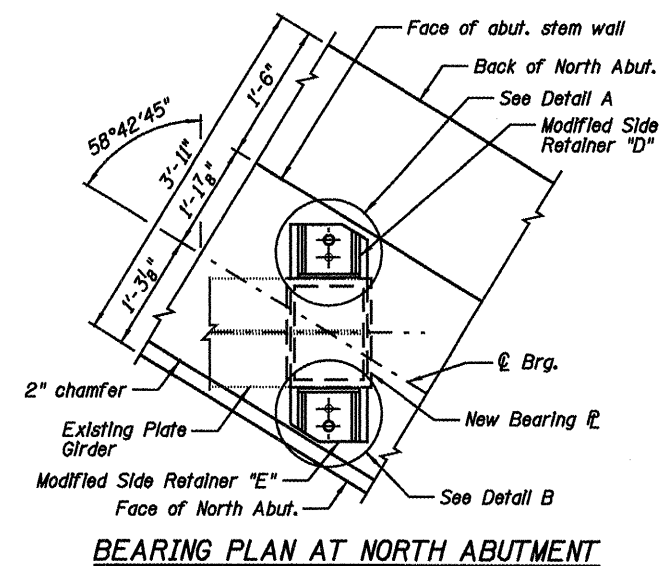 Face of abut. stem wall
Back of North Abut.
See Detail A
Modified Side
Retainer "D"
58°42'45"
1'-6"
3'-11"
1'-1⅞"
1'-3⅛"
℄ Brg.
2" chamfer
New Bearing ⅊
Existing Plate
Girder
Modified Side Retainer "E"
See Detail B
Face of North Abut.
BEARING PLAN AT NORTH ABUTMENT